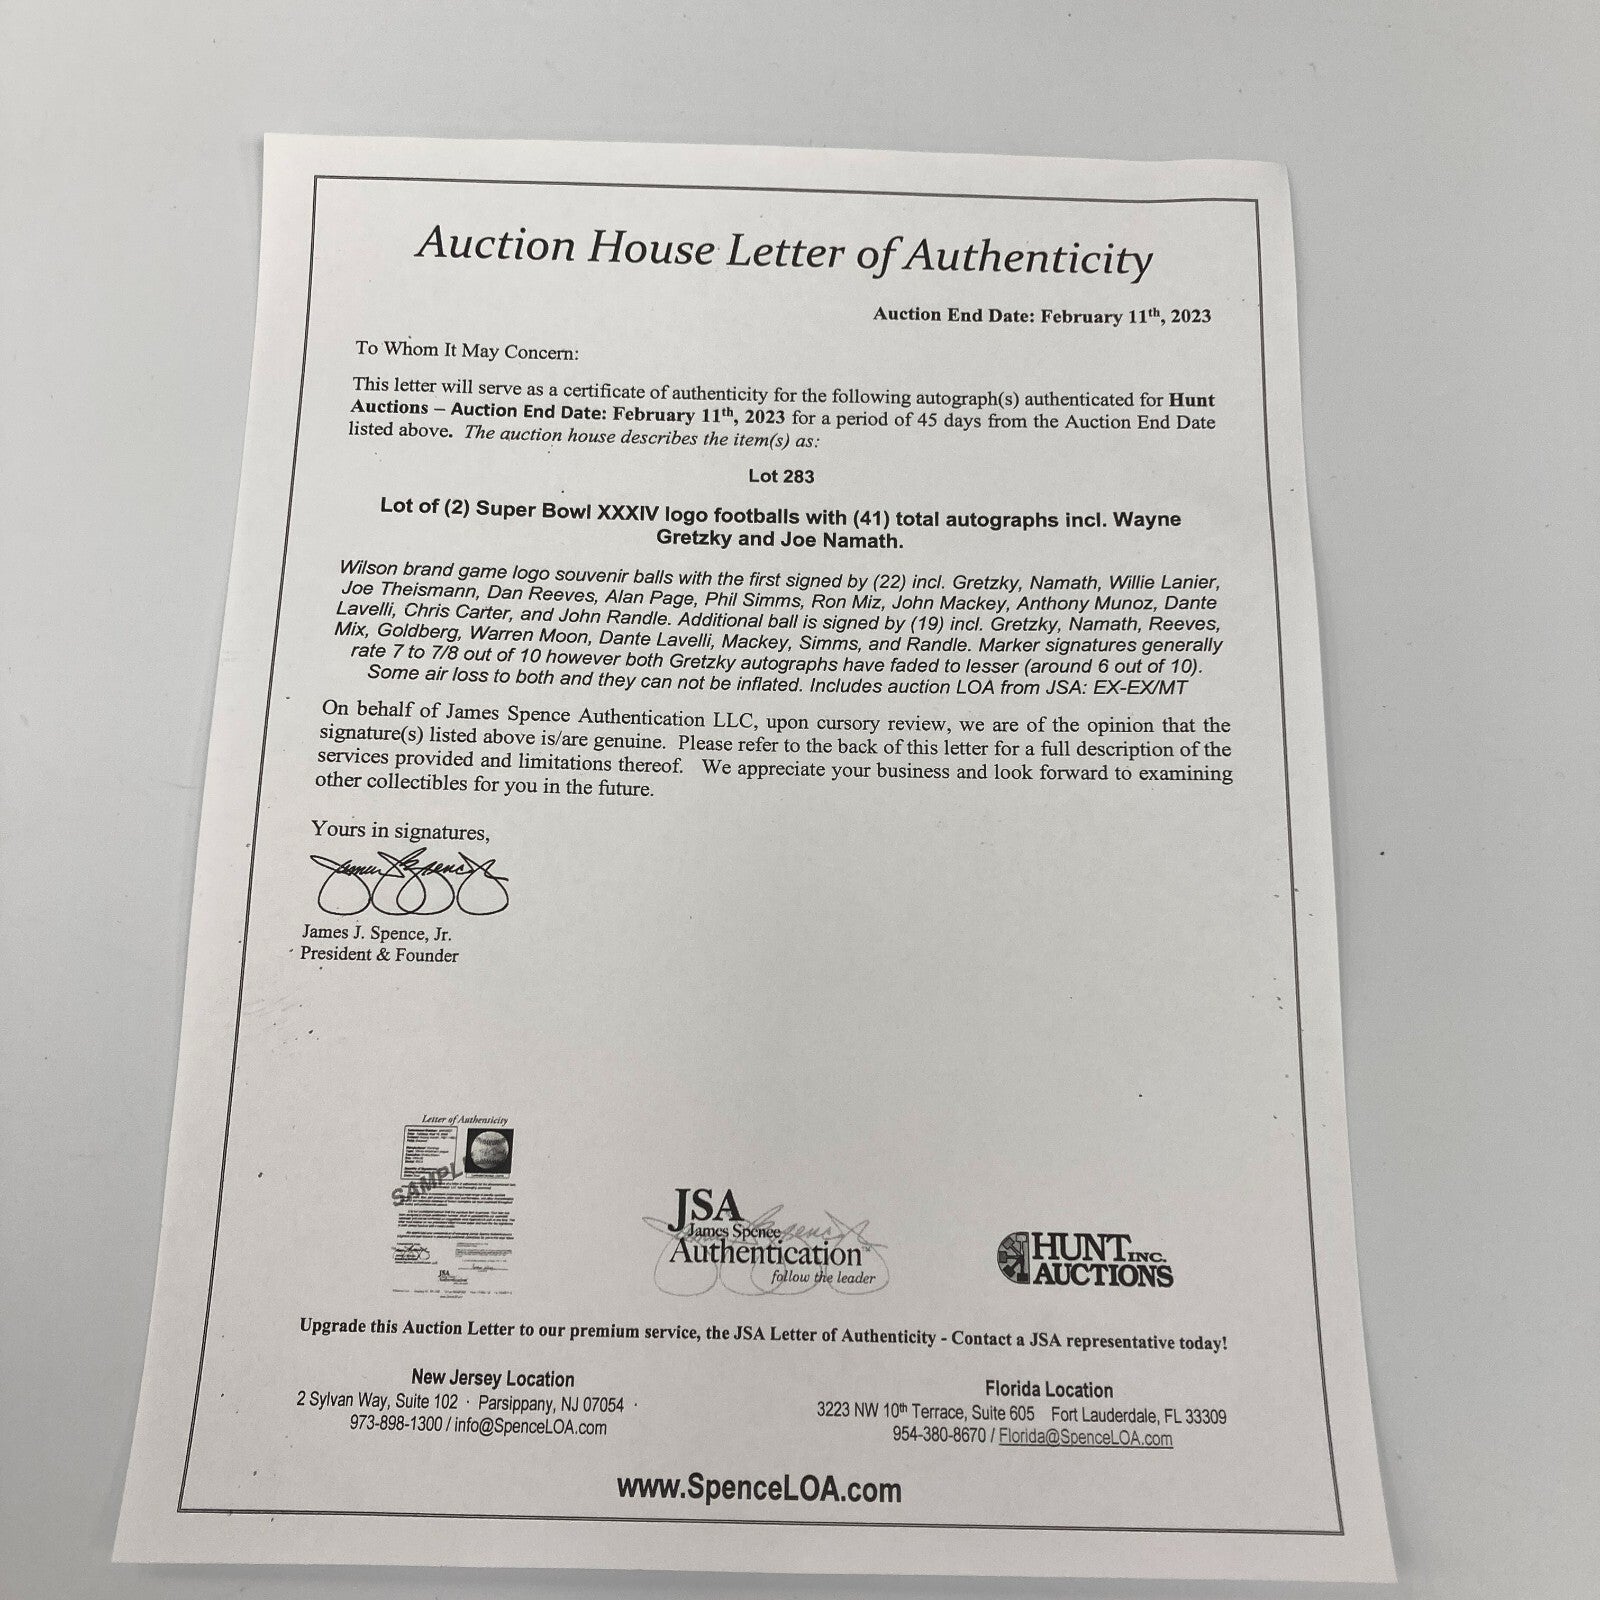 Auction House Letter of Authenticity
Auction End Date: February 11th, 2023
To Whom It May Concern:
This letter will serve as a certificate of authenticity for the following autograph(s) authenticated for Hunt
Auctions – Auction End Date: February 11th, 2023 for a period of 45 days from the Auction End Date
listed above. The auction house describes the item(s) as:
Lot 283
Lot of (2) Super Bowl XXXIV logo footballs with (41) total autographs incl. Wayne
Gretzky and Joe Namath.
Wilson brand game logo souvenir balls with the first signed by (22) incl. Gretzky, Namath, Willie Lanier,
Joe Theismann, Dan Reeves, Alan Page, Phil Simms, Ron Miz, John Mackey, Anthony Munoz, Dante
Lavelli, Chris Carter, and John Randle. Additional ball is signed by (19) incl. Gretzky, Namath, Reeves,
Mix, Goldberg, Warren Moon, Dante Lavelli, Mackey, Simms, and Randle. Marker signatures generally
rate 7 to 7/8 out of 10 however both Gretzky autographs have faded to lesser (around 6 out of 10).
Some air loss to both and they can not be inflated. Includes auction LOA from JSA: EX-EX/MT
On behalf of James Spence Authentication LLC, upon cursory review, we are of the opinion that the
signature(s) listed above is/are genuine. Please refer to the back of this letter for a full description of the
services provided and limitations thereof. We appreciate your business and look forward to examining
other collectibles for you in the future.
Yours in signatures,
James J. Spence, Jr.
President & Founder
Letter of Authenticity
SAMPLE
JSA
James Spence
Authentication™
follow the leader
HUNT INC.
AUCTIONS
Upgrade this Auction Letter to our premium service, the JSA Letter of Authenticity - Contact a JSA representative today!
New Jersey Location
2 Sylvan Way, Suite 102 · Parsippany, NJ 07054
973-898-1300 / info@SpenceLOA.com
Florida Location
3223 NW 10th Terrace, Suite 605 Fort Lauderdale, FL 33309
954-380-8670 / Florida@SpenceLOA.com
www.SpenceLOA.com